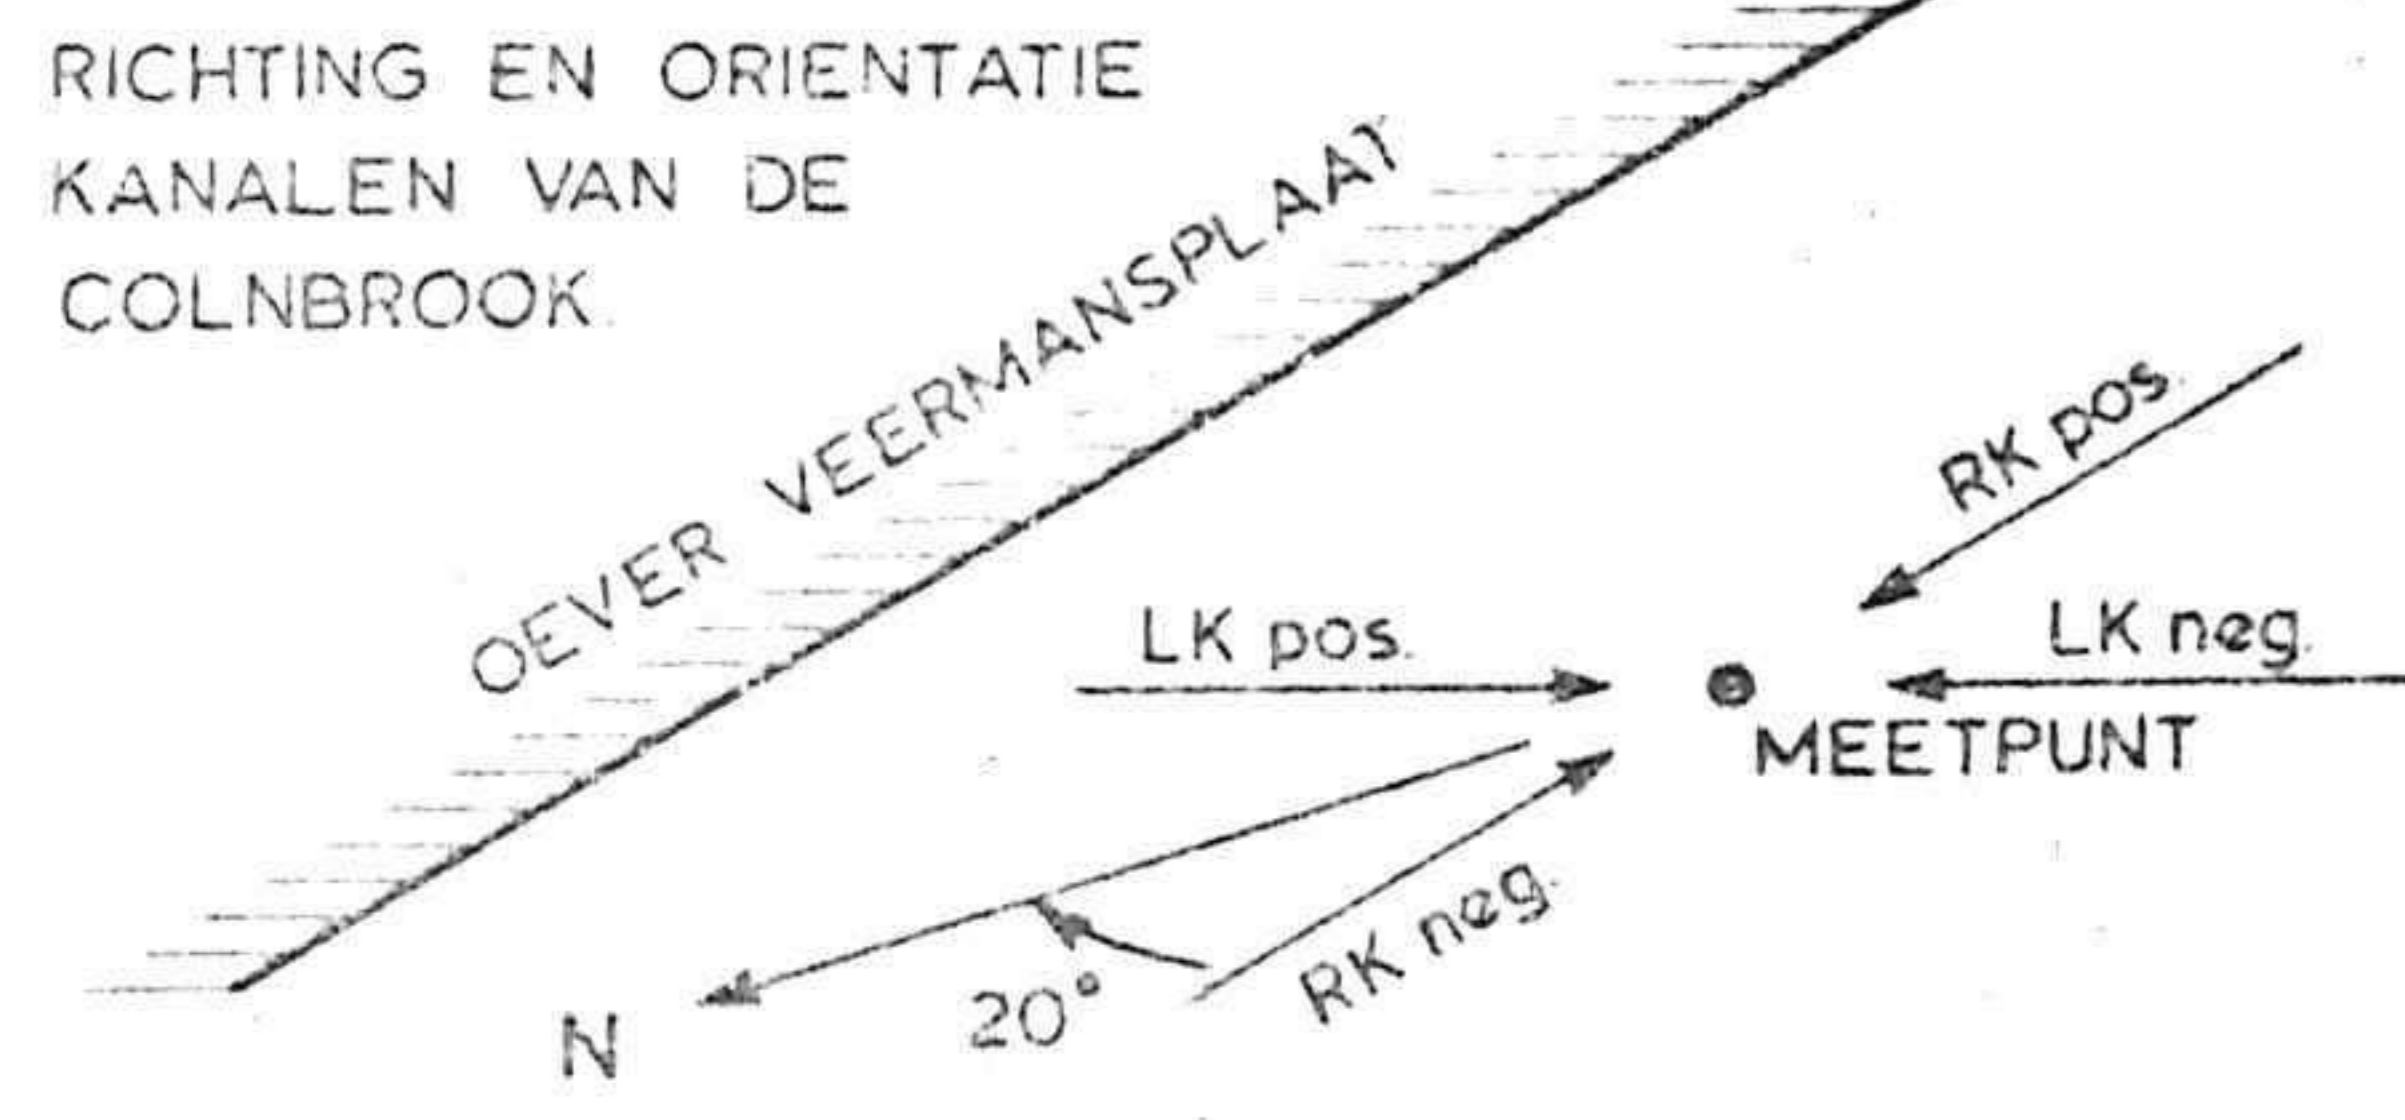 RICHTING EN ORIENTATIE
KANALEN VAN DE
COLNBROOK.
OEVER VEERMANSPLAAT
RK pos.
LK pos.
LK neg.
MEETPUNT
RK neg.
20°
N